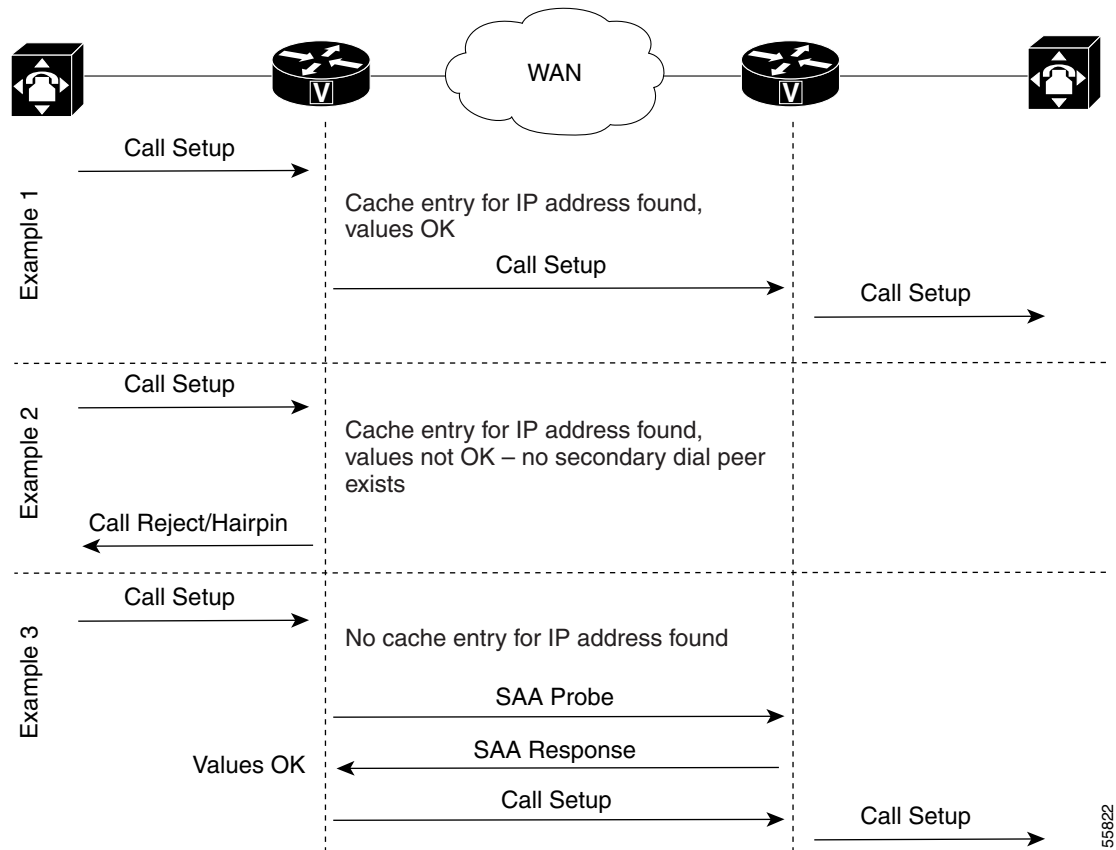 WAN
V
V
Example 1
Call Setup
Cache entry for IP address found,
values OK
Call Setup
Call Setup
Example 2
Call Setup
Cache entry for IP address found,
values not OK – no secondary dial peer
exists
Call Reject/Hairpin
Example 3
Call Setup
No cache entry for IP address found
SAA Probe
SAA Response
Values OK
Call Setup
Call Setup
55822